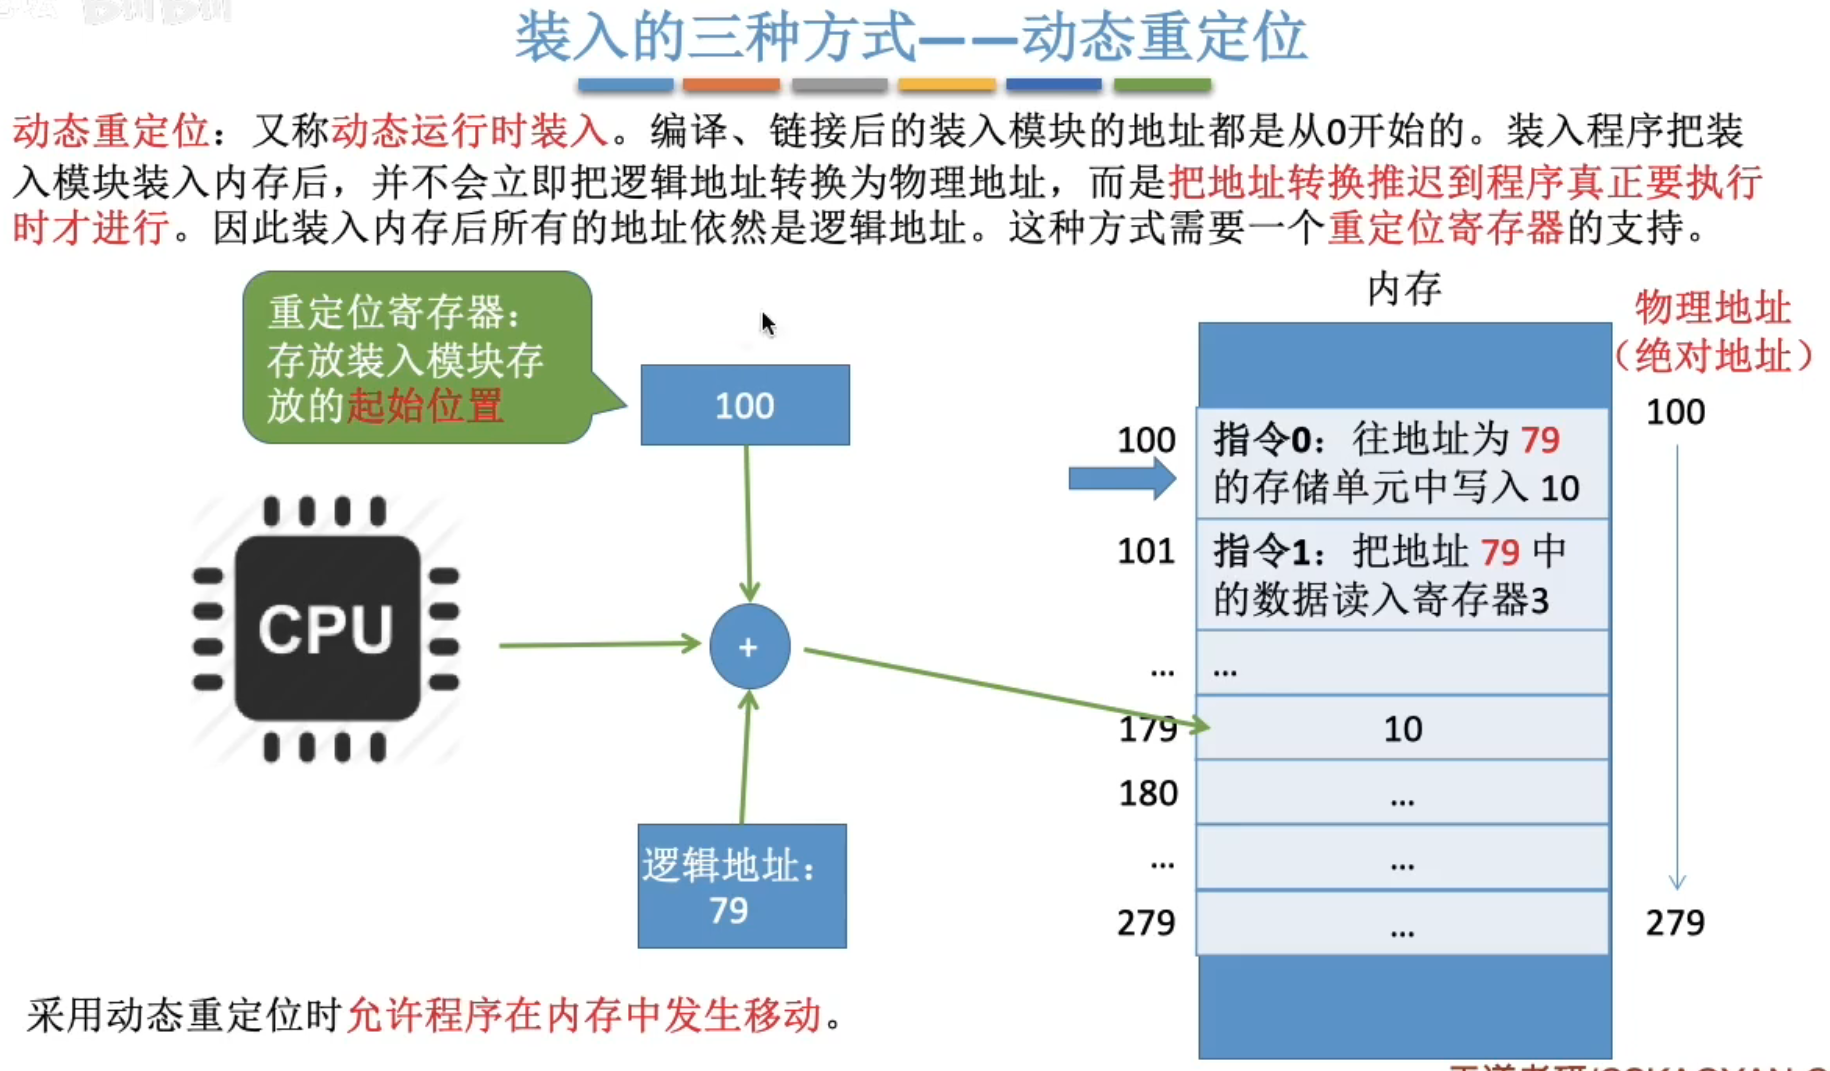 装入的三种方式——动态重定位
动态重定位：又称动态运行时装入。编译、链接后的装入模块的地址都是从0开始的。装入程序把装
入模块装入内存后，并不会立即把逻辑地址转换为物理地址，而是把地址转换推迟到程序真正要执行
时才进行。因此装入内存后所有的地址依然是逻辑地址。这种方式需要一个重定位寄存器的支持。
重定位寄存器：
存放装入模块存
放的起始位置
100
CPU
+
逻辑地址：
79
内存
物理地址
（绝对地址）
100
100
指令0：往地址为 79
的存储单元中写入 10
101
指令1：把地址 79 中
的数据读入寄存器3
...
...
179
10
180
...
...
...
279
...
279
采用动态重定位时允许程序在内存中发生移动。